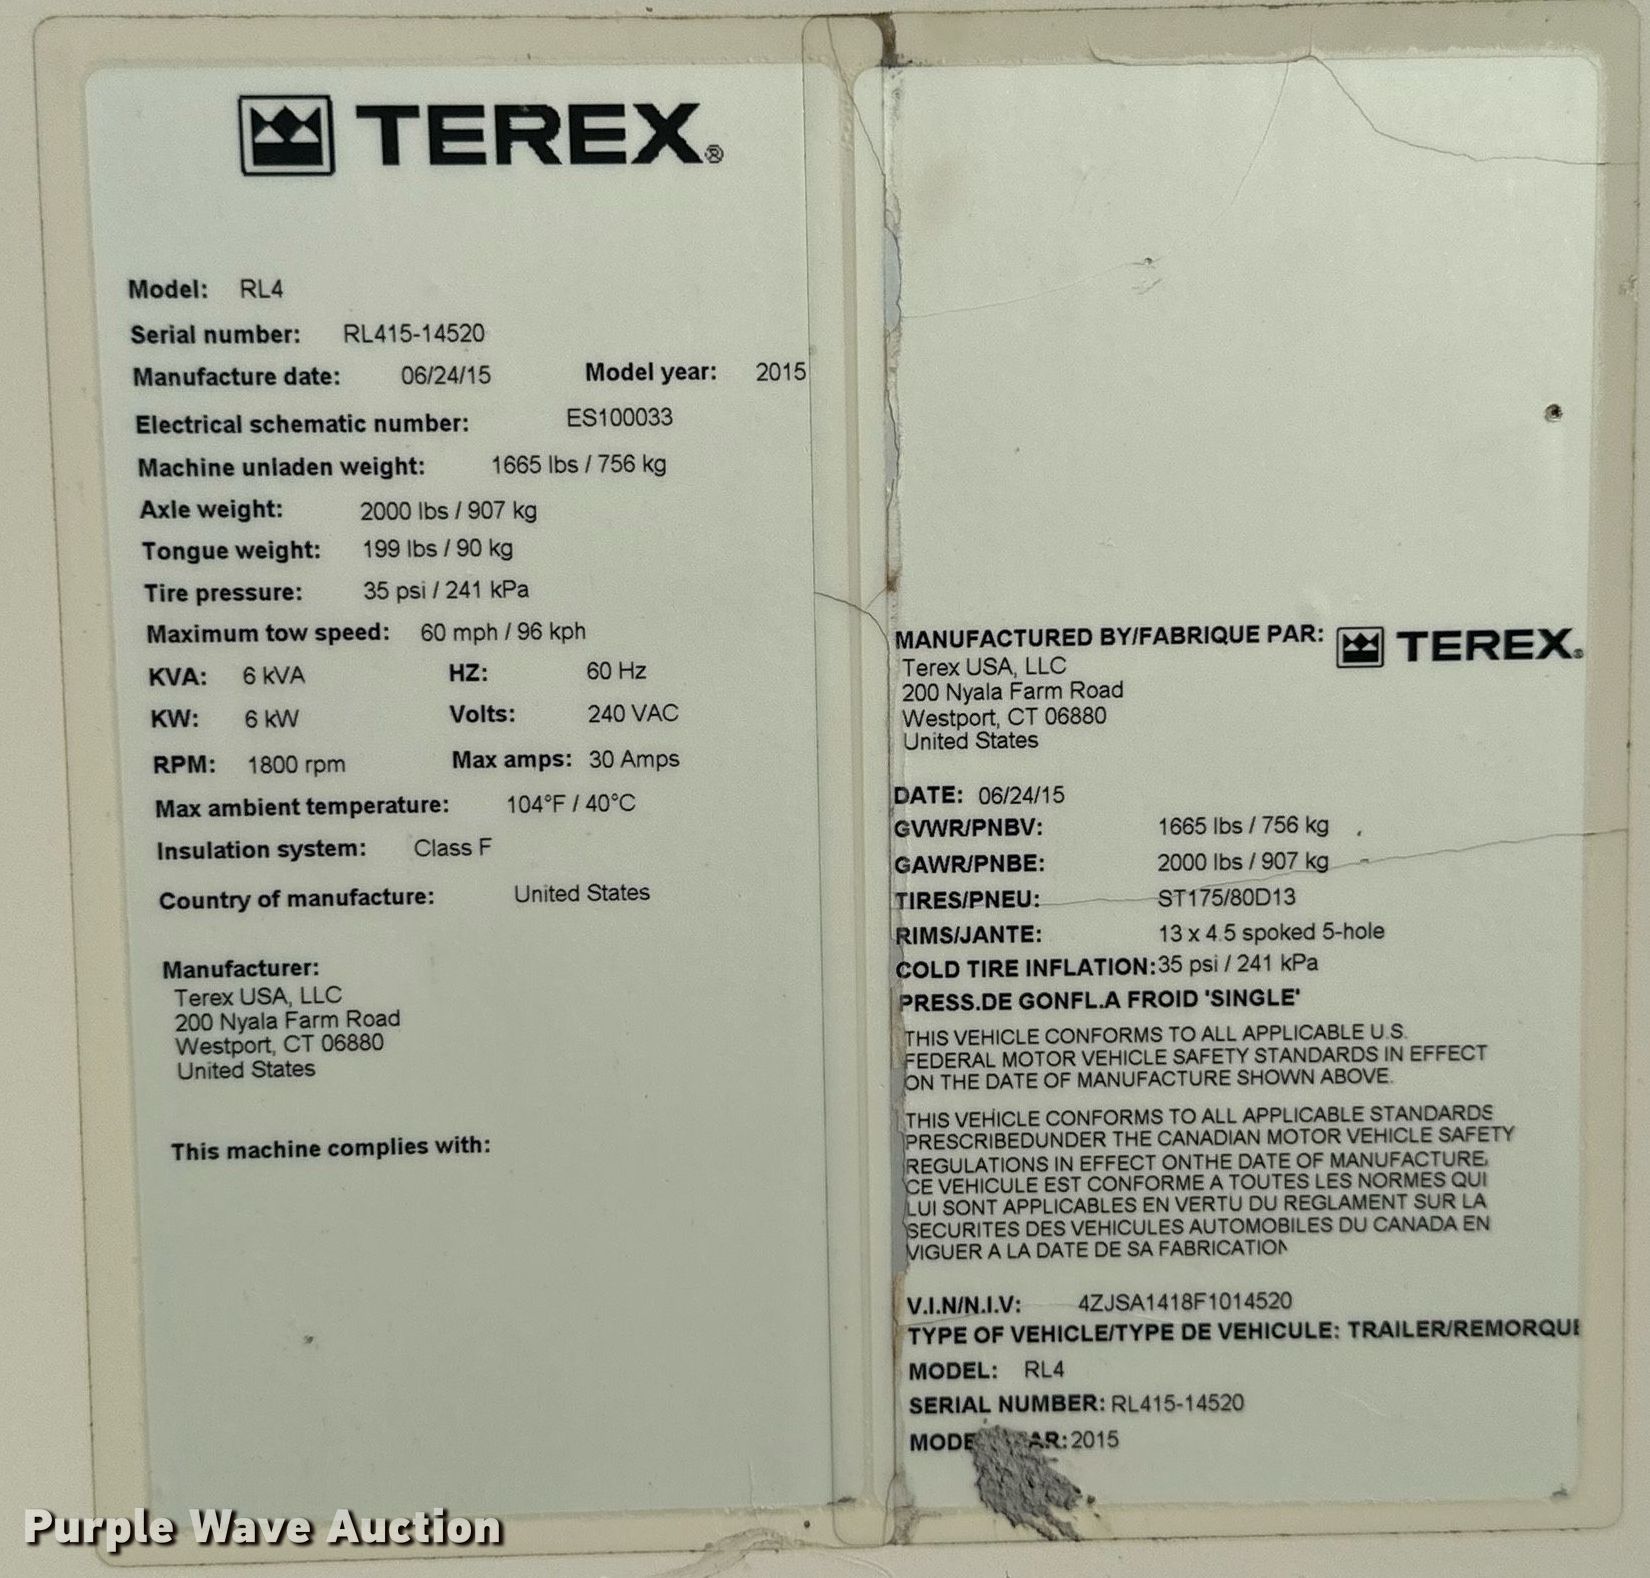 TEREX®
Model: RL4
Serial number: RL415-14520
Manufacture date: 06/24/15 Model year: 2015
Electrical schematic number: ES100033
Machine unladen weight: 1665 lbs / 756 kg
Axle weight: 2000 lbs / 907 kg
Tongue weight: 199 lbs / 90 kg
Tire pressure: 35 psi / 241 kPa
Maximum tow speed: 60 mph / 96 kph
KVA: 6 kVA HZ: 60 Hz
KW: 6 kW Volts: 240 VAC
RPM: 1800 rpm Max amps: 30 Amps
Max ambient temperature: 104°F / 40°C
Insulation system: Class F
Country of manufacture: United States
Manufacturer:
Terex USA, LLC
200 Nyala Farm Road
Westport, CT 06880
United States
This machine complies with:
MANUFACTURED BY/FABRIQUE PAR: TEREX®
Terex USA, LLC
200 Nyala Farm Road
Westport, CT 06880
United States
DATE: 06/24/15
GVWR/PNBV: 1665 lbs / 756 kg
GAWR/PNBE: 2000 lbs / 907 kg
TIRES/PNEU: ST175/80D13
RIMS/JANTE: 13 x 4.5 spoked 5-hole
COLD TIRE INFLATION: 35 psi / 241 kPa
PRESS.DE GONFL.A FROID 'SINGLE'
THIS VEHICLE CONFORMS TO ALL APPLICABLE U.S.
FEDERAL MOTOR VEHICLE SAFETY STANDARDS IN EFFECT
ON THE DATE OF MANUFACTURE SHOWN ABOVE.
THIS VEHICLE CONFORMS TO ALL APPLICABLE STANDARDS
PRESCRIBEDUNDER THE CANADIAN MOTOR VEHICLE SAFETY
REGULATIONS IN EFFECT ONTHE DATE OF MANUFACTURE,
CE VEHICULE EST CONFORME A TOUTES LES NORMES QUI
LUI SONT APPLICABLES EN VERTU DU REGLAMENT SUR LA
SECURITES DES VEHICULES AUTOMOBILES DU CANADA EN
VIGUER A LA DATE DE SA FABRICATION
V.I.N/N.I.V: 4ZJSA1418F1014520
TYPE OF VEHICLE/TYPE DE VEHICULE: TRAILER/REMORQUE
MODEL: RL4
SERIAL NUMBER: RL415-14520
2015
Purple Wave Auction